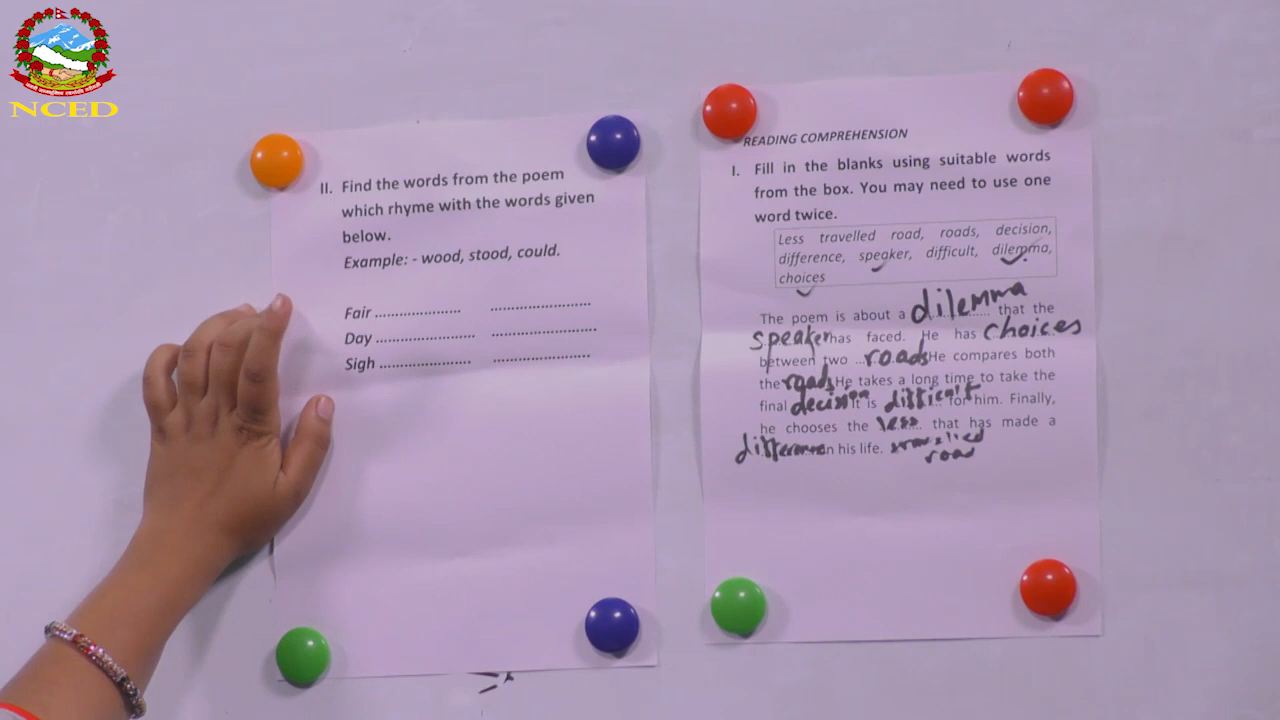 NCED
II. Find the words from the poem
which rhyme with the words given
below.
Example: - wood, stood, could.
Fair ..................... .........................
Day ........................ ..........................
Sigh ...................... ........................
READING COMPREHENSION
I. Fill in the blanks using suitable words
from the box. You may need to use one
word twice.
Less travelled road, roads, decision,
difference, speaker, difficult, dilemma,
choices
The poem is about a dilemma that the
speaker has faced. He has choices
between two ...roads He compares both
the roads He takes a long time to take the
final decision It is difficult for him. Finally,
he chooses the less that has made a
in his life. travelled
road